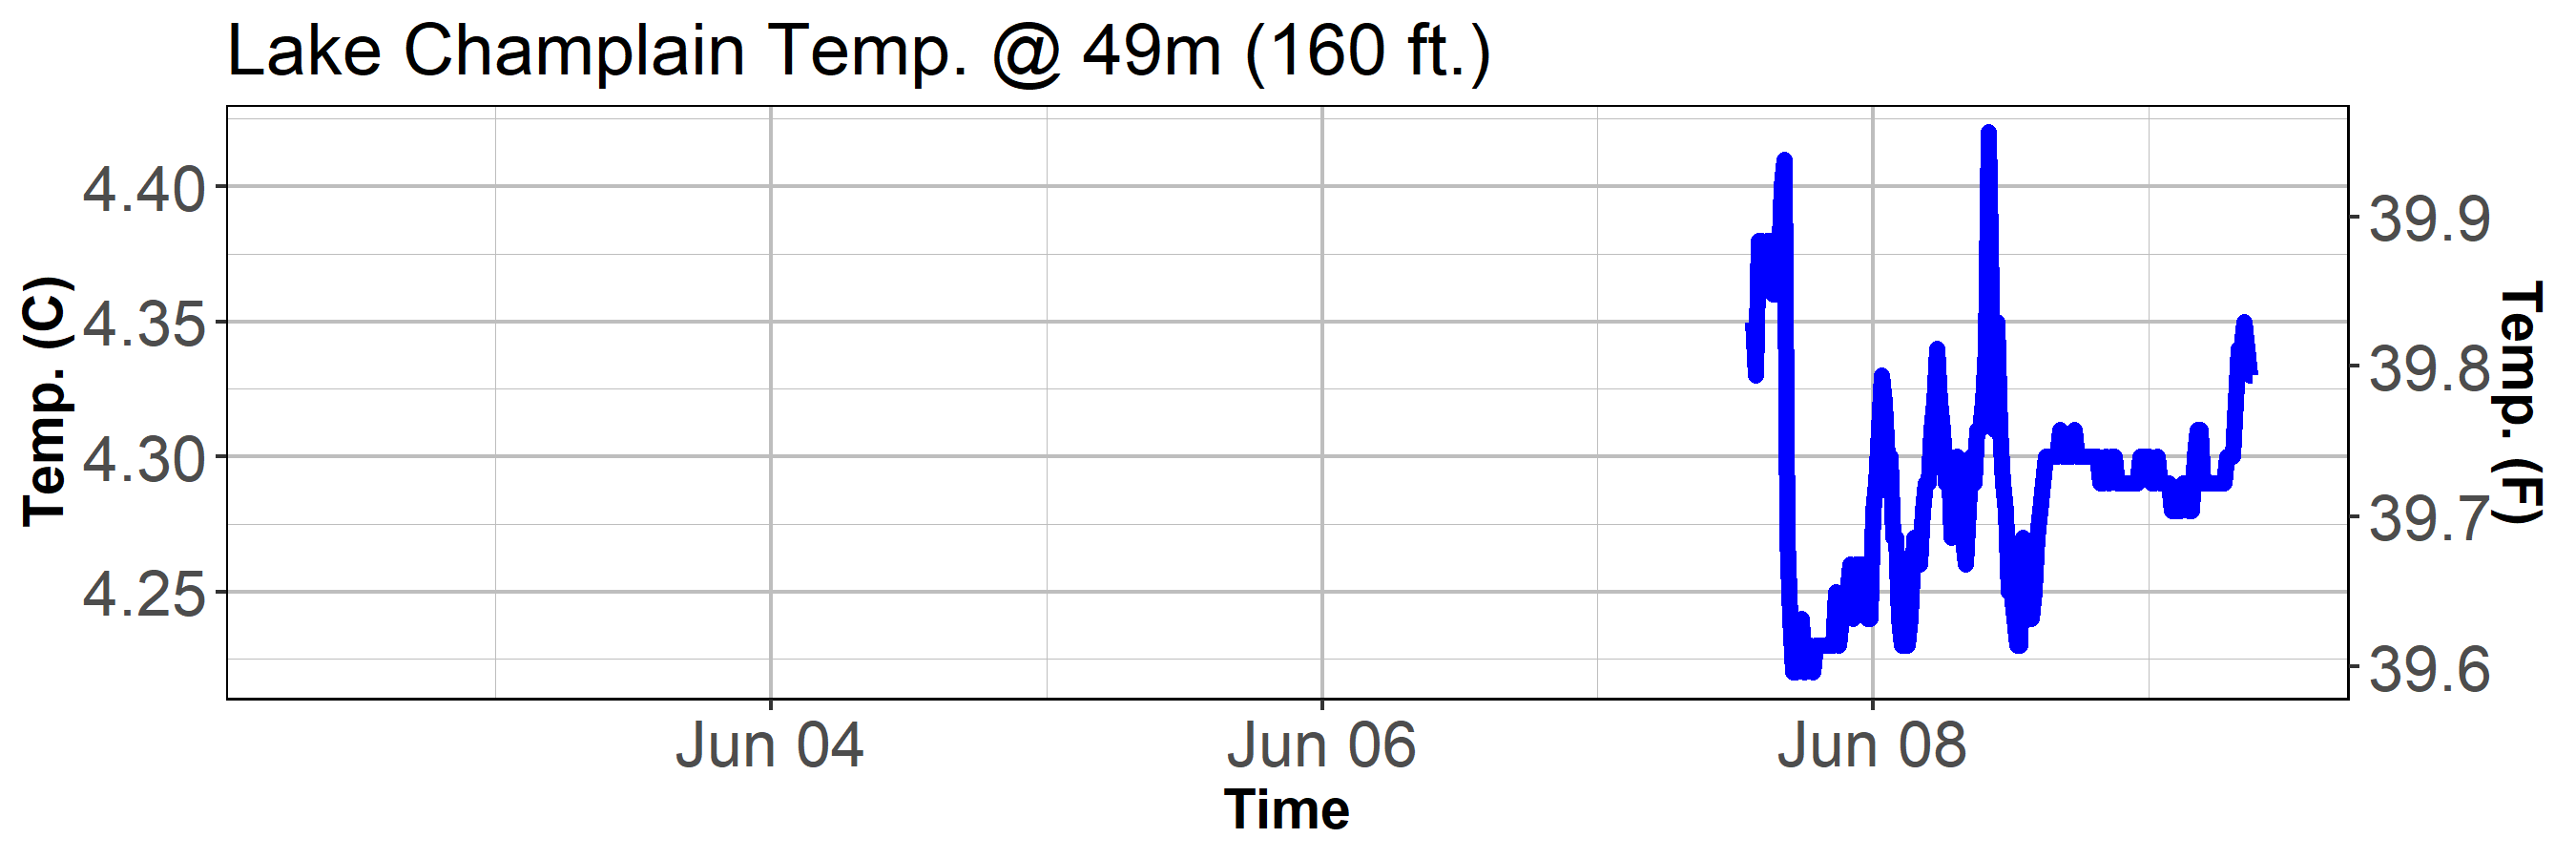 Lake Champlain Temp. @ 49m (160 ft.)
Temp. (C)
4.40
4.35
4.30
4.25
39.9
39.8
39.7
39.6
Temp. (F)
Jun 04
Jun 06
Jun 08
Time